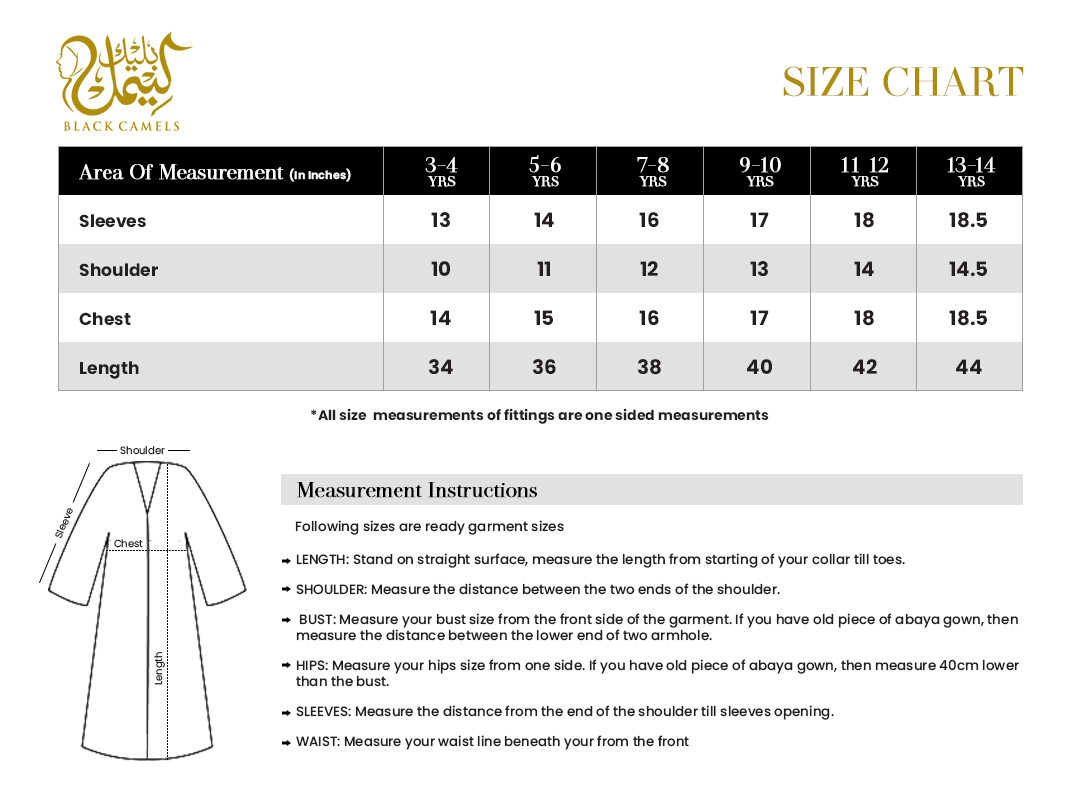 بليك
كيمل
BLACK CAMELS
SIZE CHART
Area Of Measurement (In Inches) 3-4 YRS 5-6 YRS 7-8 YRS 9-10 YRS 11 12 YRS 13-14 YRS
Sleeves 13 14 16 17 18 18.5
Shoulder 10 11 12 13 14 14.5
Chest 14 15 16 17 18 18.5
Length 34 36 38 40 42 44
*All size measurements of fittings are one sided measurements
Shoulder
Sleeve
Chest
Length
Measurement Instructions
Following sizes are ready garment sizes
LENGTH: Stand on straight surface, measure the length from starting of your collar till toes.
SHOULDER: Measure the distance between the two ends of the shoulder.
BUST: Measure your bust size from the front side of the garment. If you have old piece of abaya gown, then
measure the distance between the lower end of two armhole.
HIPS: Measure your hips size from one side. If you have old piece of abaya gown, then measure 40cm lower
than the bust.
SLEEVES: Measure the distance from the end of the shoulder till sleeves opening.
WAIST: Measure your waist line beneath your from the front